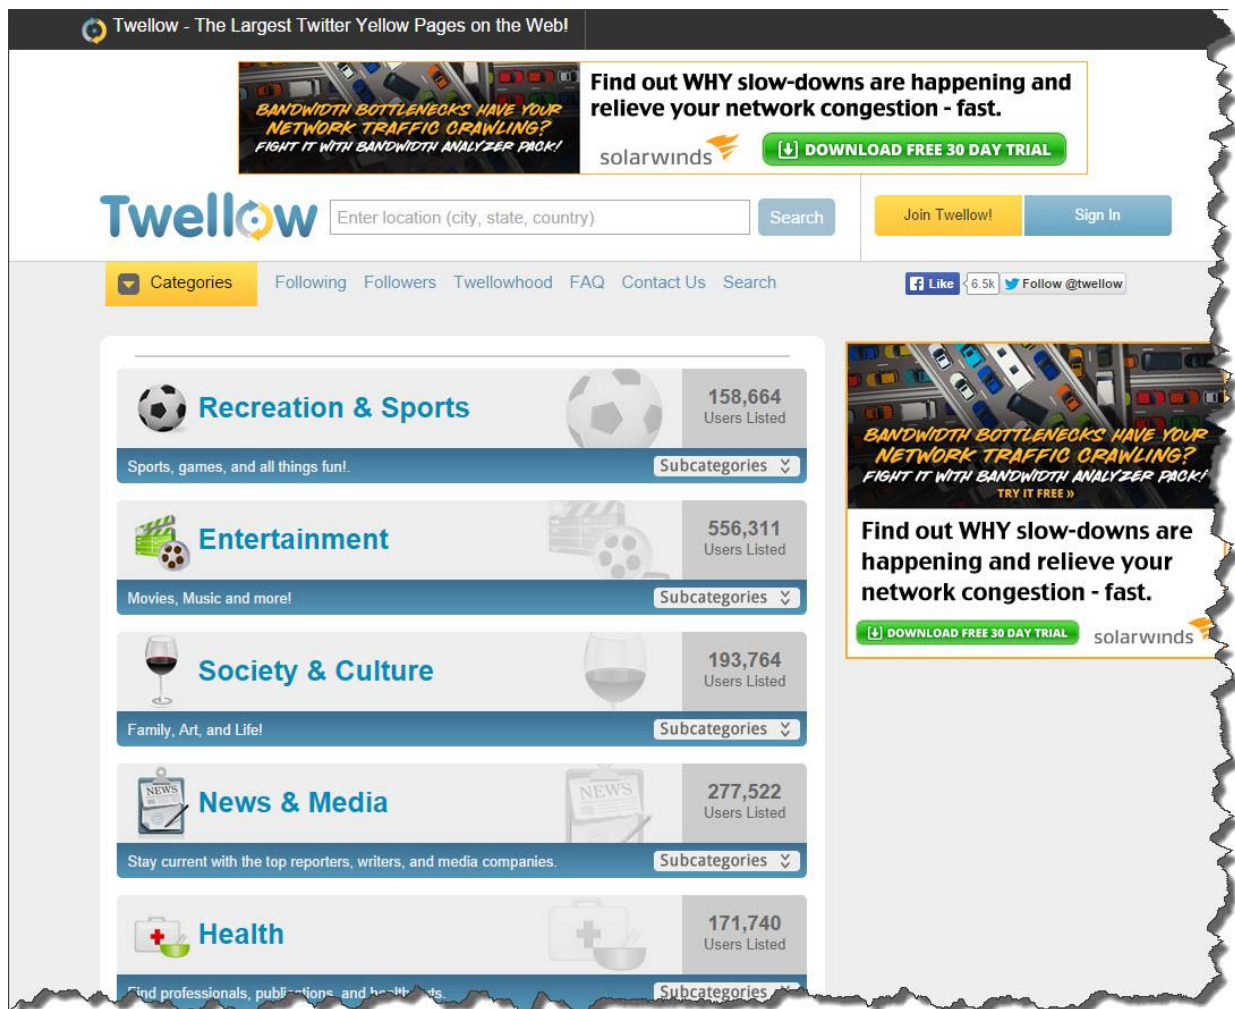 Twellow - The Largest Twitter Yellow Pages on the Web!
BANDWIDTH BOTTLENECKS HAVE YOUR
NETWORK TRAFFIC CRAWLING?
FIGHT IT WITH BANDWIDTH ANALYZER PACK!
Find out WHY slow-downs are happening and
relieve your network congestion - fast.
solarwinds
DOWNLOAD FREE 30 DAY TRIAL
Twellow
Enter location (city, state, country)
Search
Join Twellow!
Sign In
Categories
Following Followers Twellowhood FAQ Contact Us Search
Like 6.5k Follow @twellow
Recreation & Sports
158,664
Users Listed
Sports, games, and all things fun!.
Subcategories
Entertainment
556,311
Users Listed
Movies, Music and more!
Subcategories
Society & Culture
193,764
Users Listed
Family, Art, and Life!
Subcategories
NEWS
News & Media
NEWS
277,522
Users Listed
Stay current with the top reporters, writers, and media companies.
Subcategories
Health
171,740
Users Listed
Find professionals, publications, and health
Subcategories
BANDWIDTH BOTTLENECKS HAVE YOUR
NETWORK TRAFFIC CRAWLING?
FIGHT IT WITH BANDWIDTH ANALYZER PACK!
TRY IT FREE »
Find out WHY slow-downs are
happening and relieve your
network congestion - fast.
DOWNLOAD FREE 30 DAY TRIAL
solarwinds